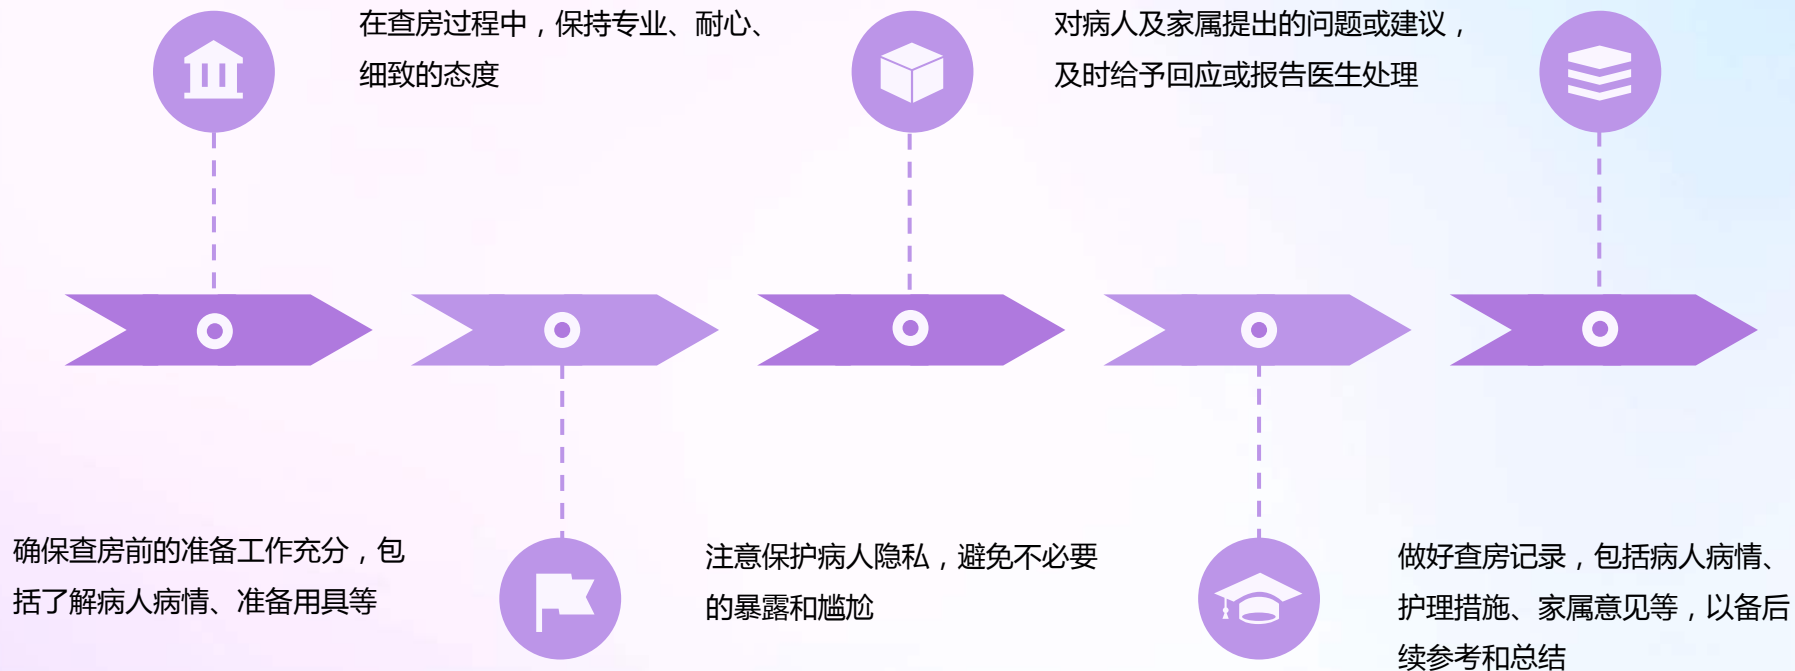 在查房过程中，保持专业、耐心、
细致的态度
对病人及家属提出的问题或建议，
及时给予回应或报告医生处理
确保查房前的准备工作充分，包
括了解病人病情、准备用具等
注意保护病人隐私，避免不必要
的暴露和尴尬
做好查房记录，包括病人病情、
护理措施、家属意见等，以备后
续参考和总结